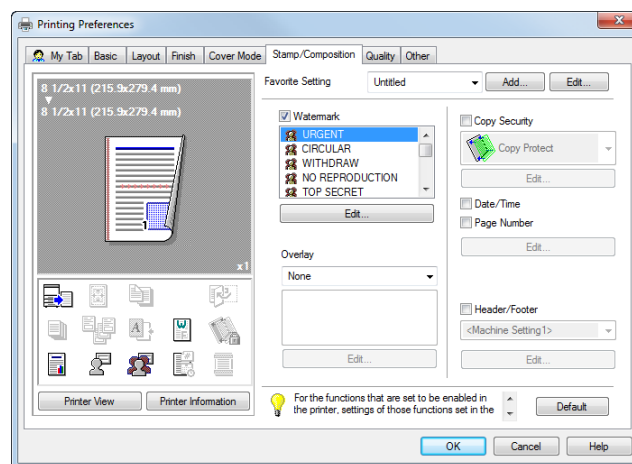 Printing Preferences
My Tab Basic Layout Finish Cover Mode Stamp/Composition Quality Other
8 1/2x11 (215.9x279.4 mm)
8 1/2x11 (215.9x279.4 mm)
1
x1
Favorite Setting Untitled Add... Edit...
Watermark
URGENT
CIRCULAR
WITHDRAW
NO REPRODUCTION
TOP SECRET
Edit...
Overlay
None
Edit...
Copy Security
Copy Protect
Edit...
Date/Time
Page Number
Edit...
Header/Footer
<Machine Setting1>
Edit...
Printer View Printer Information
For the functions that are set to be enabled in
the printer, settings of those functions set in the
Default
OK Cancel Help